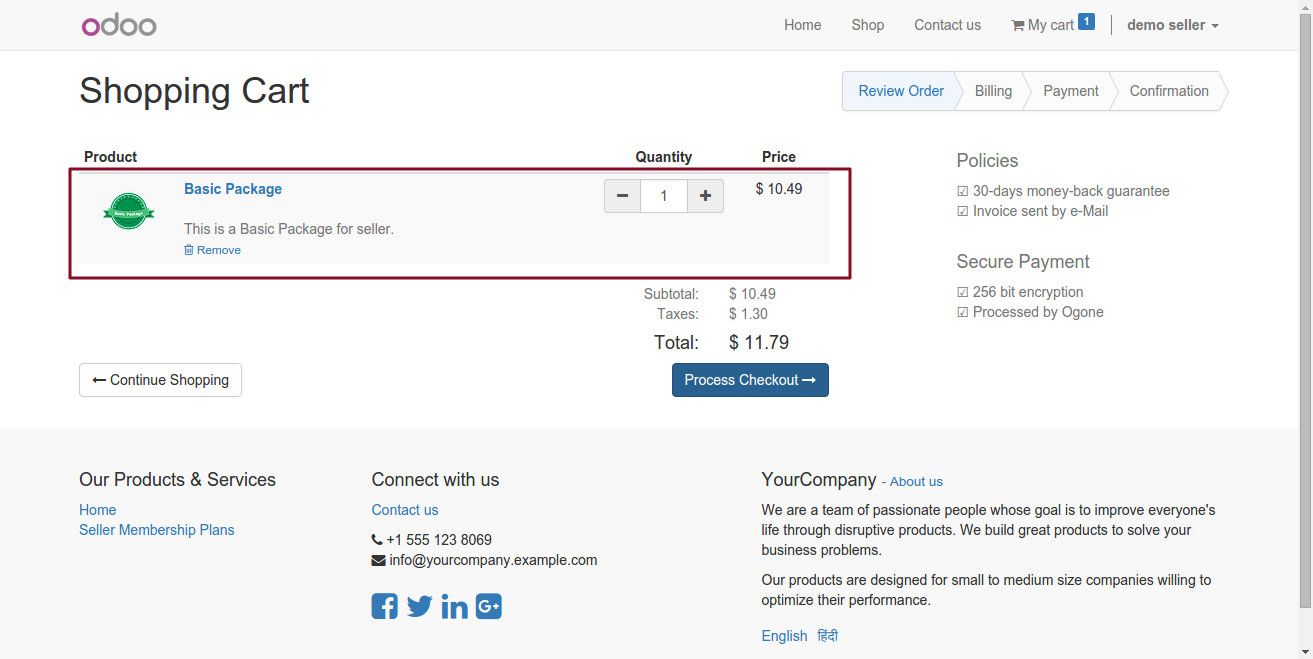 odoo
Home Shop Contact us My cart 1 demo seller
Shopping Cart
Review Order Billing Payment Confirmation
Product Quantity Price
Basic Package
Basic Package 1 $ 10.49
This is a Basic Package for seller.
Remove
Subtotal: $ 10.49
Taxes: $ 1.30
Total: $ 11.79
Continue Shopping Process Checkout
Policies
30-days money-back guarantee
Invoice sent by e-Mail
Secure Payment
256 bit encryption
Processed by Ogone
Our Products & Services
Home
Seller Membership Plans
Connect with us
Contact us
+1 555 123 8069
info@yourcompany.example.com
YourCompany - About us
We are a team of passionate people whose goal is to improve everyone's
life through disruptive products. We build great products to solve your
business problems.
Our products are designed for small to medium size companies willing to
optimize their performance.
English हिंदी